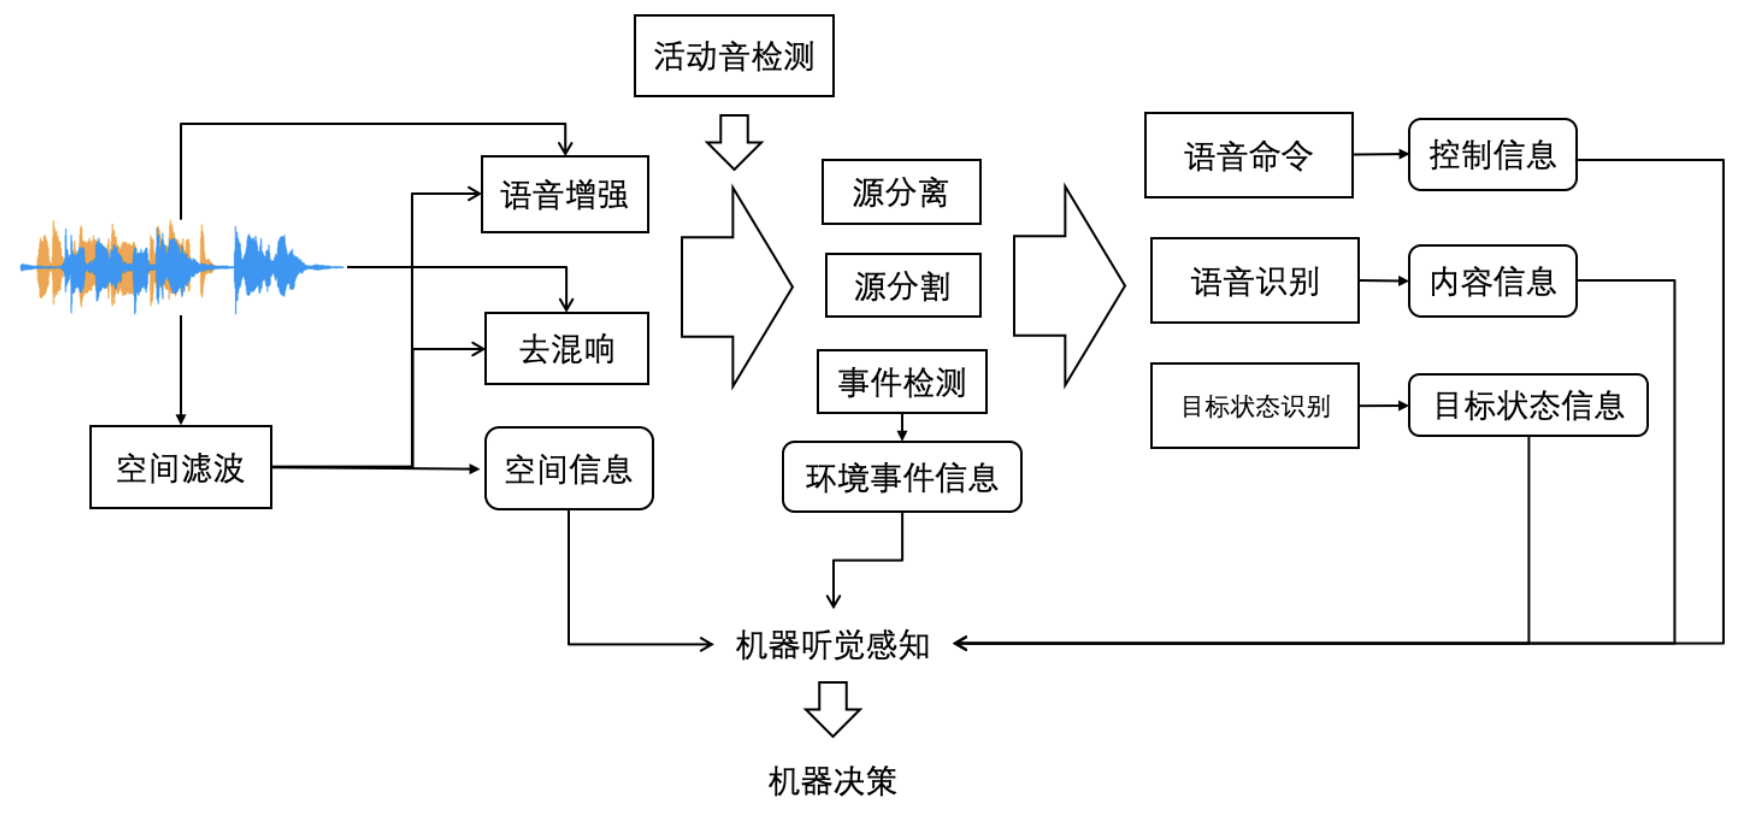 活动音检测
语音增强
去混响
空间滤波
空间信息
源分离
源分割
事件检测
环境事件信息
语音命令
控制信息
语音识别
内容信息
目标状态识别
目标状态信息
机器听觉感知
机器决策